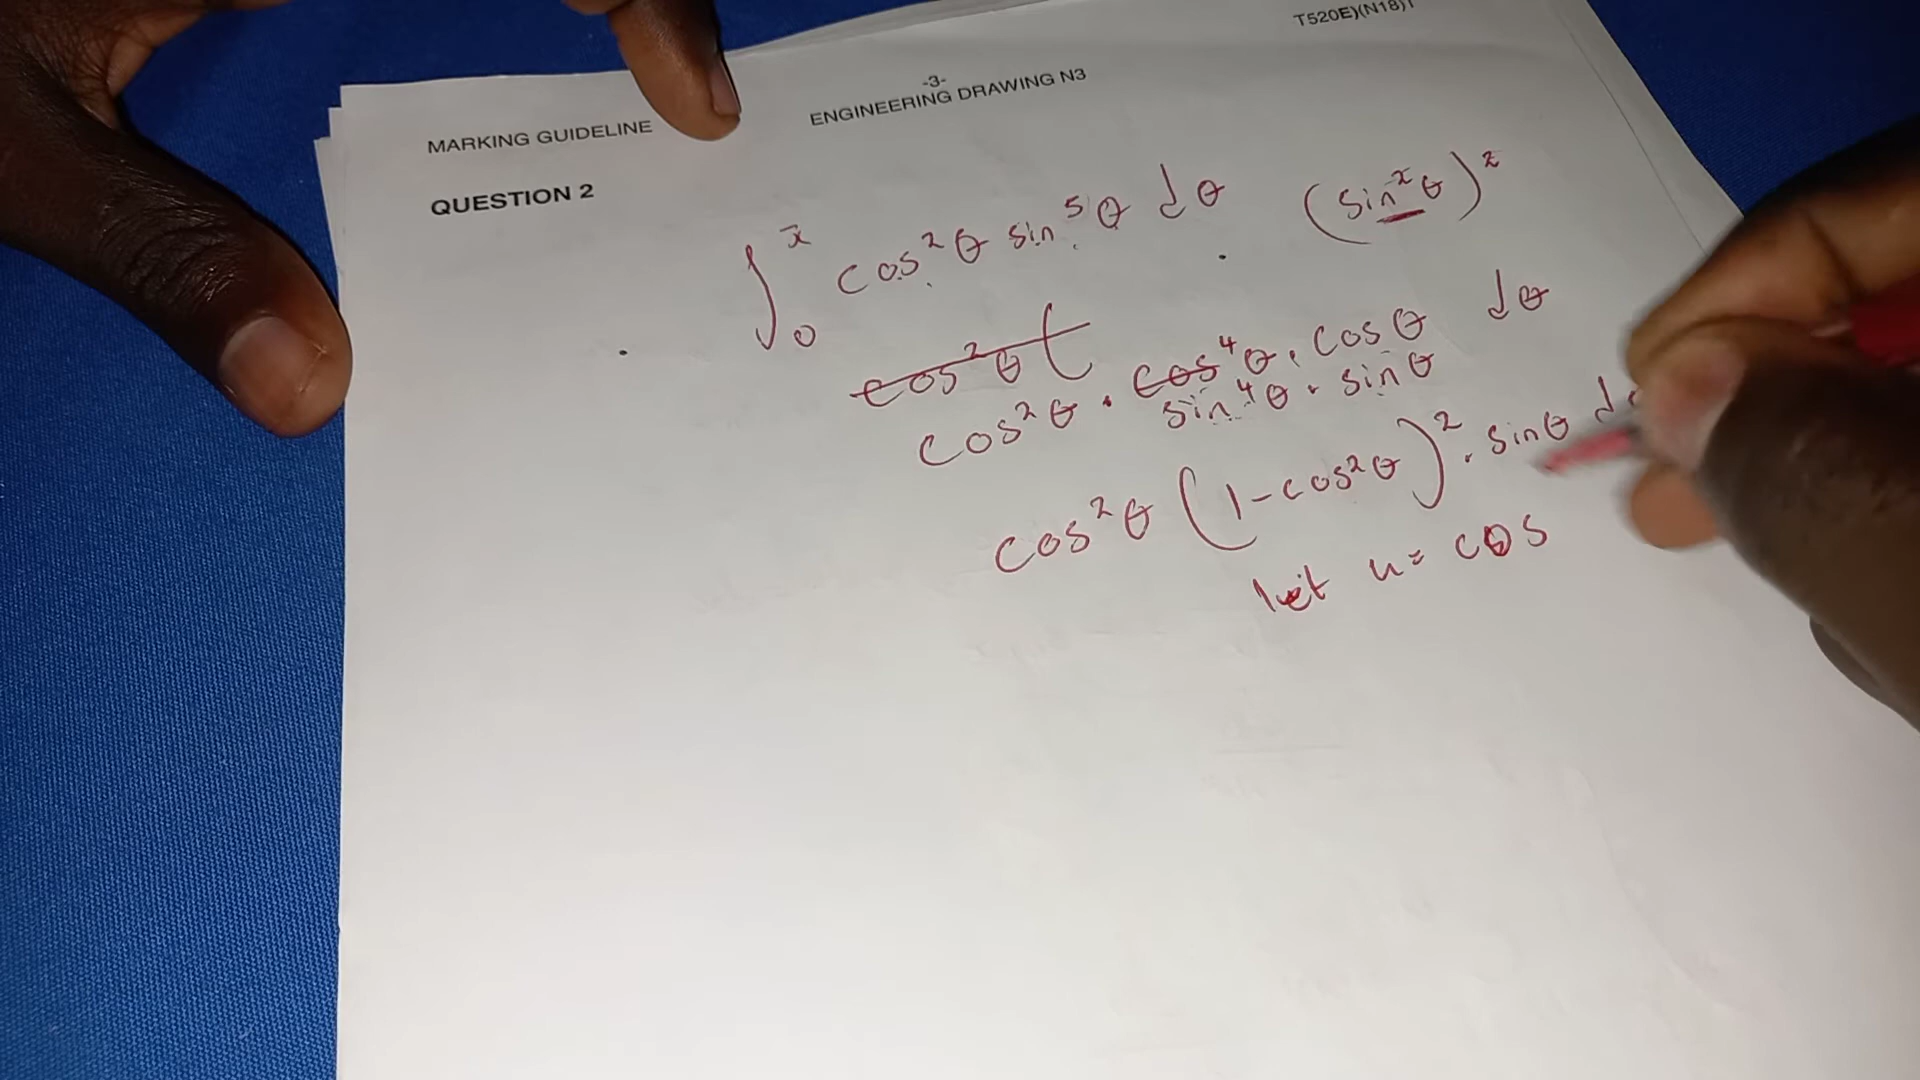 T520(E)(N18)T
-3-
MARKING GUIDELINE ENGINEERING DRAWING N3
QUESTION 2
∫₀^π cos²θ sin⁵θ dθ (sin²θ)²
cos²θ (
cos²θ · cos⁴θ · cosθ dθ
sin⁴θ · sinθ
cos²θ (1-cos²θ)² · sinθ d
let u= cos